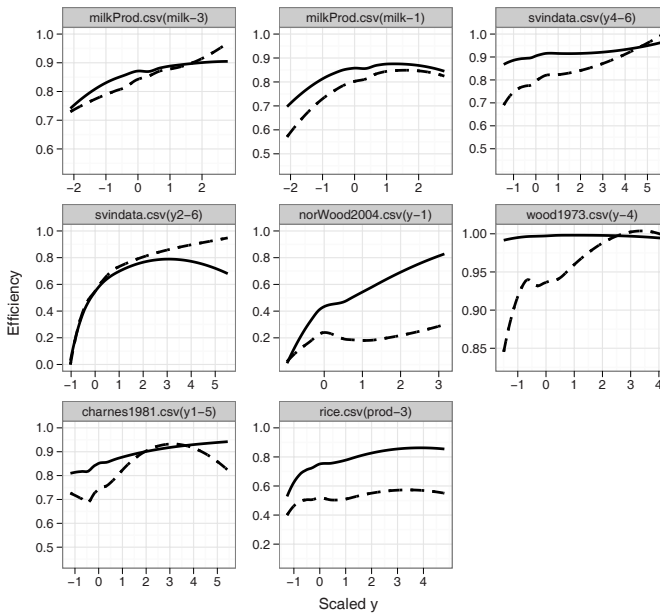 milkProd.csv(milk−3)
milkProd.csv(milk−1)
svindata.csv(y4−6)
1.0
0.9
0.8
0.7
0.6
−2 −1 0 1 2
1.0
0.9
0.8
0.7
0.6
0.5
−2 −1 0 1 2
1.0
0.9
0.8
0.7
0.6
0.5
−1 0 1 2 3 4 5
svindata.csv(y2−6)
norWood2004.csv(y−1)
wood1973.csv(y−4)
Efficiency
1.0
0.8
0.6
0.4
0.2
0.0
−1 0 1 2 3 4 5
1.0
0.8
0.6
0.4
0.2
0 1 2 3
1.00
0.95
0.90
0.85
−1 0 1 2 3 4
charnes1981.csv(y1−5)
rice.csv(prod−3)
1.0
0.9
0.8
0.7
0.6
0.5
−1 0 1 2 3 4 5
1.0
0.8
0.6
0.4
0.2
−1 0 1 2 3 4
Scaled y